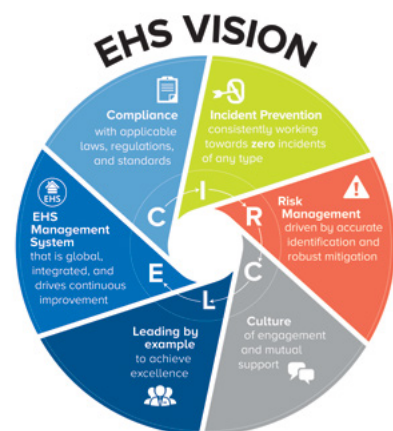 EHS VISION
Compliance
with applicable
laws, regulations,
and standards
Incident Prevention
consistently working
towards zero incidents
of any type
Risk
Management
driven by accurate
identification and
robust mitigation
Culture
of engagement
and mutual
support
Leading by
example
to achieve
excellence
EHS
EHS
Management
System
that is global,
integrated, and
drives continuous
improvement
C
I
R
C
L
E